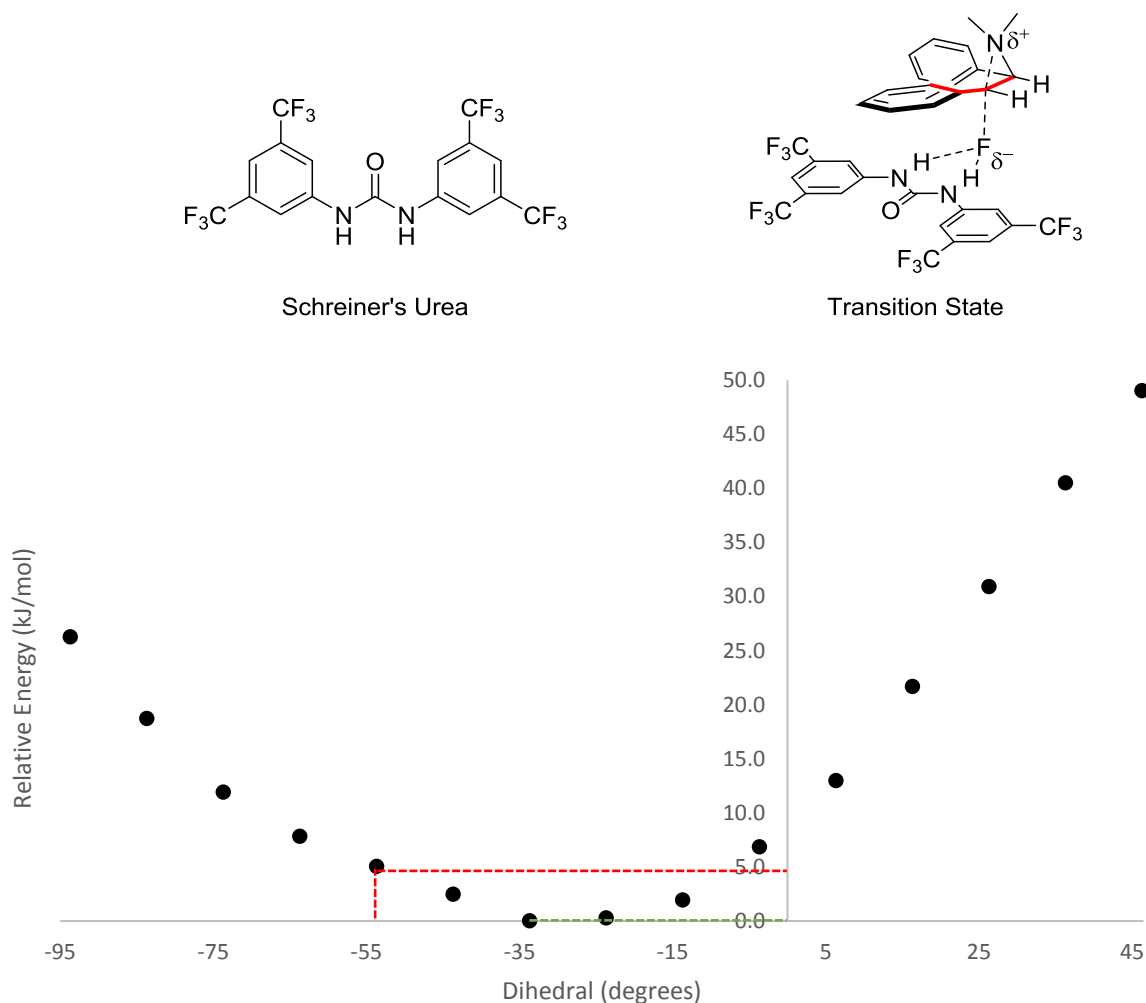 CF₃
CF₃
O
F₃C
N
H
N
H
CF₃
Schreiner's Urea
N
δ⁺
H
H
F₃C
H
F
δ⁻
H
N
N
O
F₃C
CF₃
F₃C
Transition State
50.0
45.0
40.0
35.0
30.0
25.0
20.0
15.0
10.0
5.0
0.0
Relative Energy (kJ/mol)
-95
-75
-55
-35
-15
5
25
45
Dihedral (degrees)